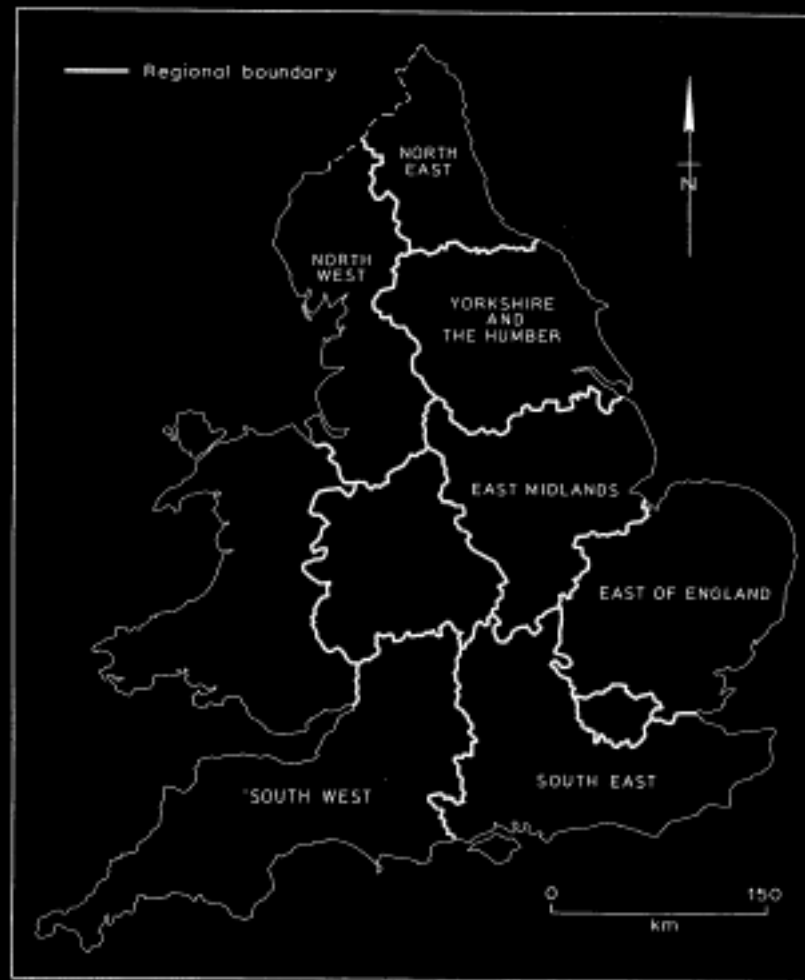 Regional boundary
N
NORTH
EAST
NORTH
WEST
YORKSHIRE
AND
THE HUMBER
EAST MIDLANDS
EAST OF ENGLAND
SOUTH EAST
SOUTH WEST
0 150
km